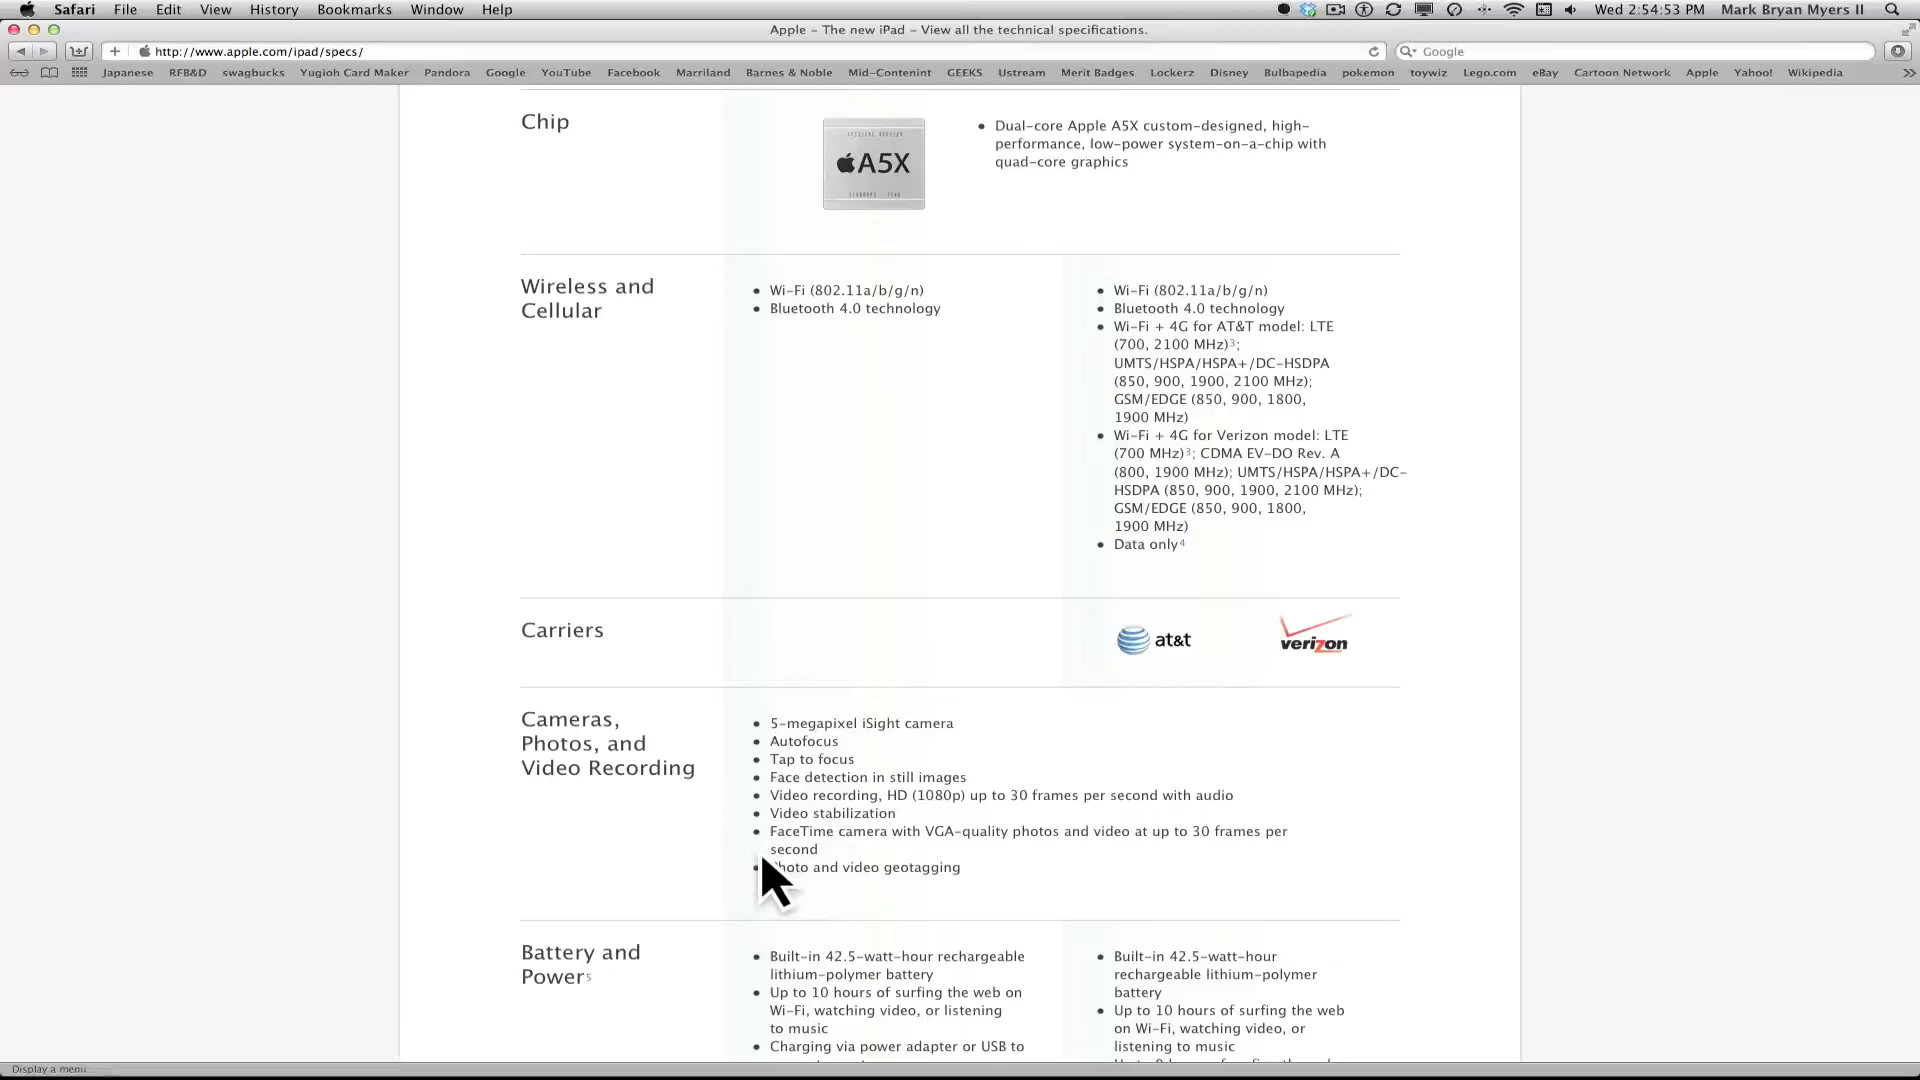 Safari File Edit View History Bookmarks Window Help Wed 2:54:53 PM Mark Bryan Myers II
Apple – The new iPad – View all the technical specifications.
http://www.apple.com/ipad/specs/ Google
Japanese RFB&D swagbucks Yugioh Card Maker Pandora Google YouTube Facebook Marriland Barnes & Noble Mid-Contenint GEEKS Ustream Merit Badges Lockerz Disney Bulbapedia pokemon toywiz Lego.com eBay Cartoon Network Apple Yahoo! Wikipedia
Chip
A5X
• Dual-core Apple A5X custom-designed, high-
performance, low-power system-on-a-chip with
quad-core graphics
Wireless and
Cellular
• Wi-Fi (802.11a/b/g/n)
• Bluetooth 4.0 technology
• Wi-Fi (802.11a/b/g/n)
• Bluetooth 4.0 technology
• Wi-Fi + 4G for AT&T model: LTE
(700, 2100 MHz)3;
UMTS/HSPA/HSPA+/DC-HSDPA
(850, 900, 1900, 2100 MHz);
GSM/EDGE (850, 900, 1800,
1900 MHz)
• Wi-Fi + 4G for Verizon model: LTE
(700 MHz)3; CDMA EV-DO Rev. A
(800, 1900 MHz); UMTS/HSPA/HSPA+/DC-
HSDPA (850, 900, 1900, 2100 MHz);
GSM/EDGE (850, 900, 1800,
1900 MHz)
• Data only4
Carriers
at&t verizon
Cameras,
Photos, and
Video Recording
• 5-megapixel iSight camera
• Autofocus
• Tap to focus
• Face detection in still images
• Video recording, HD (1080p) up to 30 frames per second with audio
• Video stabilization
• FaceTime camera with VGA-quality photos and video at up to 30 frames per
second
• Photo and video geotagging
Battery and
Power5
• Built-in 42.5-watt-hour rechargeable
lithium-polymer battery
• Up to 10 hours of surfing the web on
Wi-Fi, watching video, or listening
to music
• Charging via power adapter or USB to
• Built-in 42.5-watt-hour
rechargeable lithium-polymer
battery
• Up to 10 hours of surfing the web
on Wi-Fi, watching video, or
listening to music
Display a menu